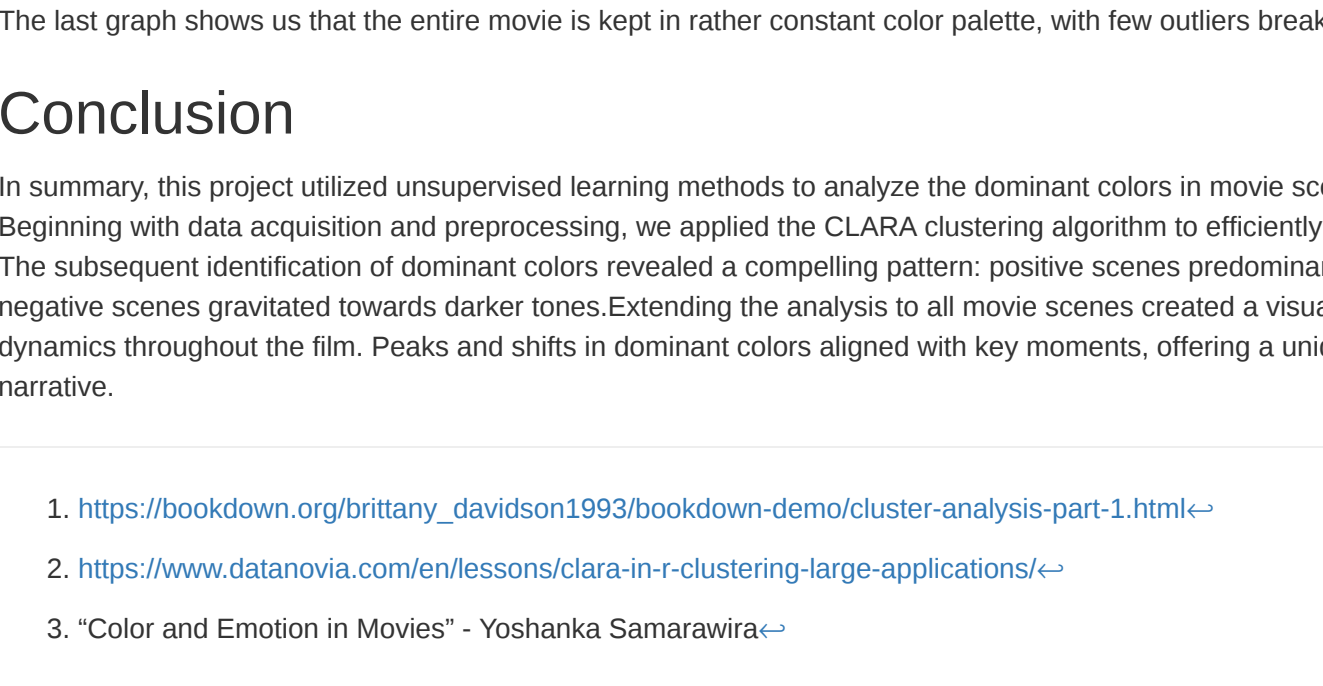 The last graph shows us that the entire movie is kept in rather constant color palette, with few outliers
Conclusion
In summary, this project utilized unsupervised learning methods to analyze the dominant colors in movie
Beginning with data acquisition and preprocessing, we applied the CLARA clustering algorithm to efficiently
The subsequent identification of dominant colors revealed a compelling pattern: positive scenes
negative scenes gravitated towards darker tones.Extending the analysis to all movie scenes created a
dynamics throughout the film. Peaks and shifts in dominant colors aligned with key moments, offering a
narrative.
1. https://bookdown.org/brittany_davidson1993/bookdown-demo/cluster-analysis-part-1.html↩
2. https://www.datanovia.com/en/lessons/clara-in-r-clustering-large-applications/↩
3. “Color and Emotion in Movies” - Yoshanka Samarawira↩